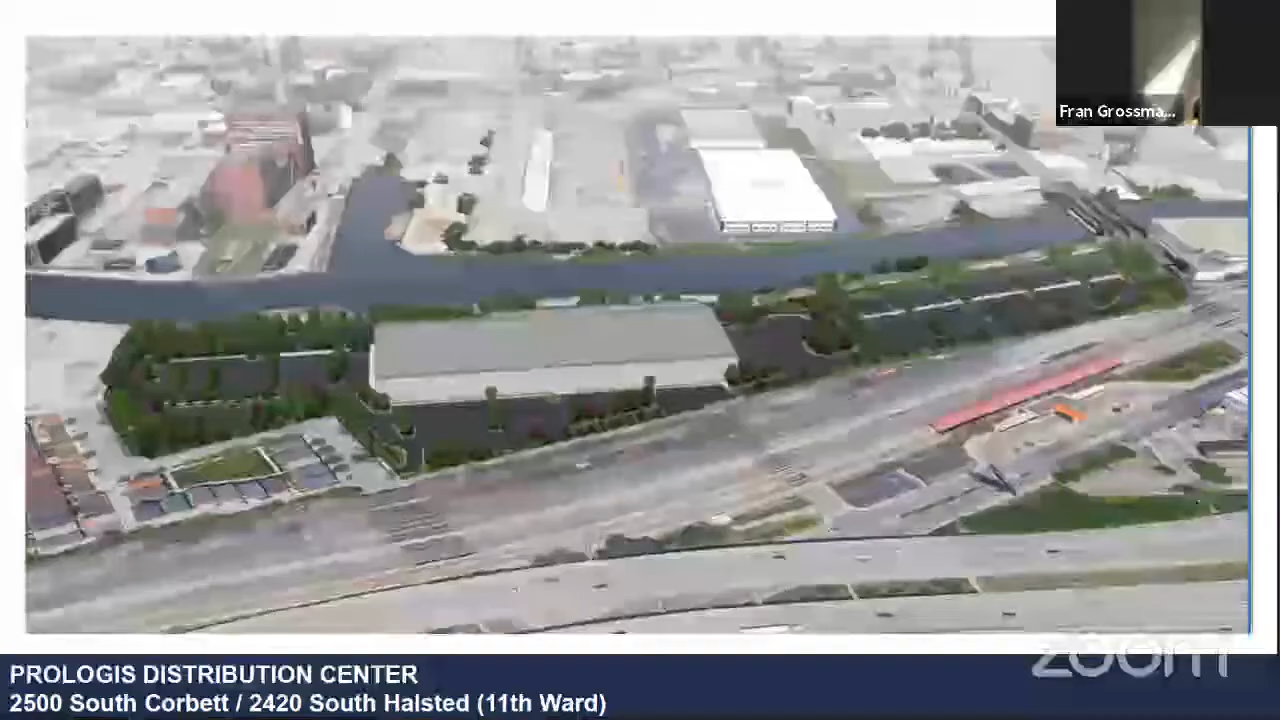 Fran Grossma...
PROLOGIS DISTRIBUTION CENTER
2500 South Corbett / 2420 South Halsted (11th Ward)
zoom